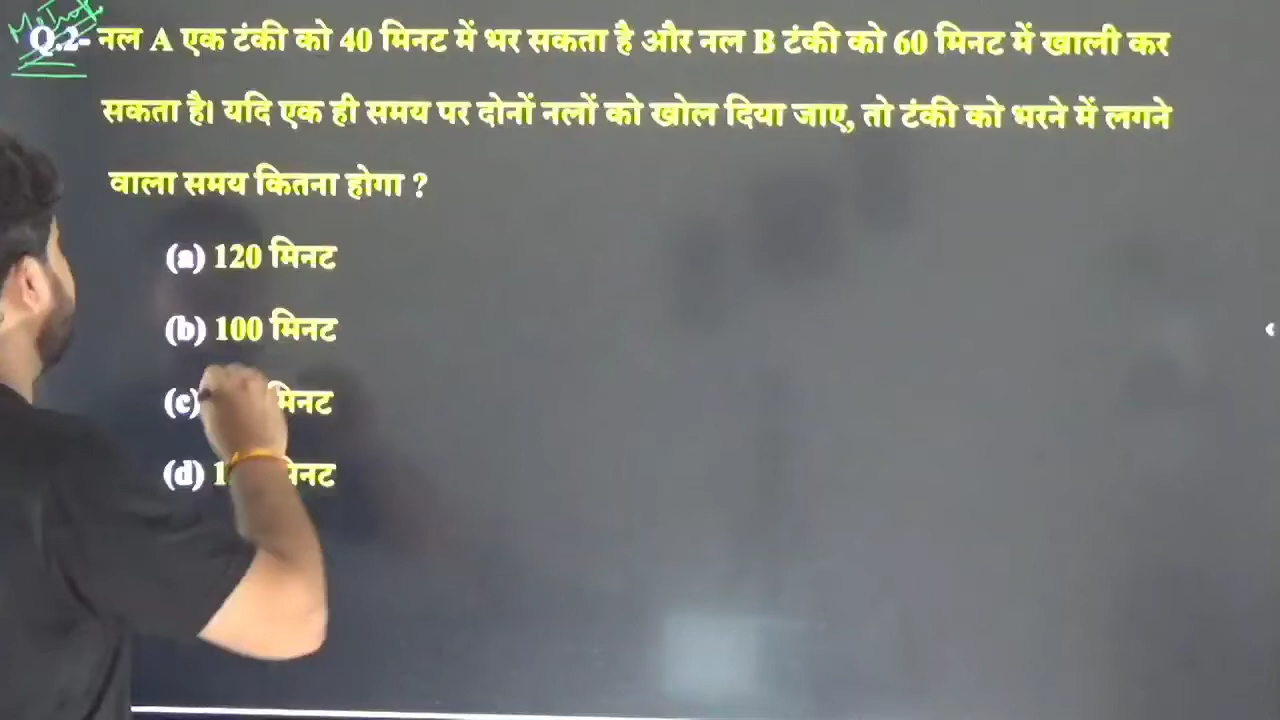 Q.2- नल A एक टंकी को 40 मिनट में भर सकता है और नल B टंकी को 60 मिनट में खाली कर
सकता है। यदि एक ही समय पर दोनों नलों को खोल दिया जाए, तो टंकी को भरने में लगने
वाला समय कितना होगा ?
(a) 120 मिनट
(b) 100 मिनट
(c) मिनट
(d) मिनट